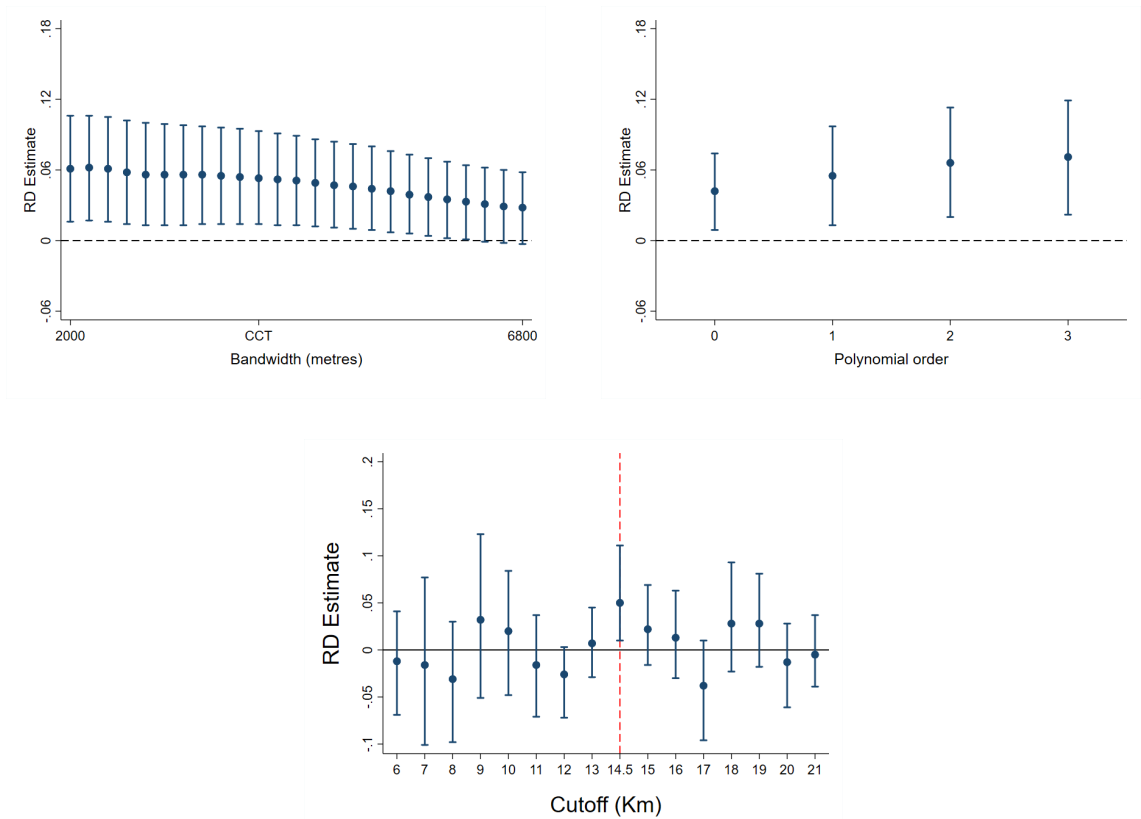 RD Estimate
.18
.12
.06
0
-.06
2000 CCT 6800
Bandwidth (metres)
RD Estimate
.18
.12
.06
0
-.06
0 1 2 3
Polynomial order
RD Estimate
.2
.15
.1
.05
0
-.05
-.1
6 7 8 9 10 11 12 13 14.5 15 16 17 18 19 20 21
Cutoff (Km)